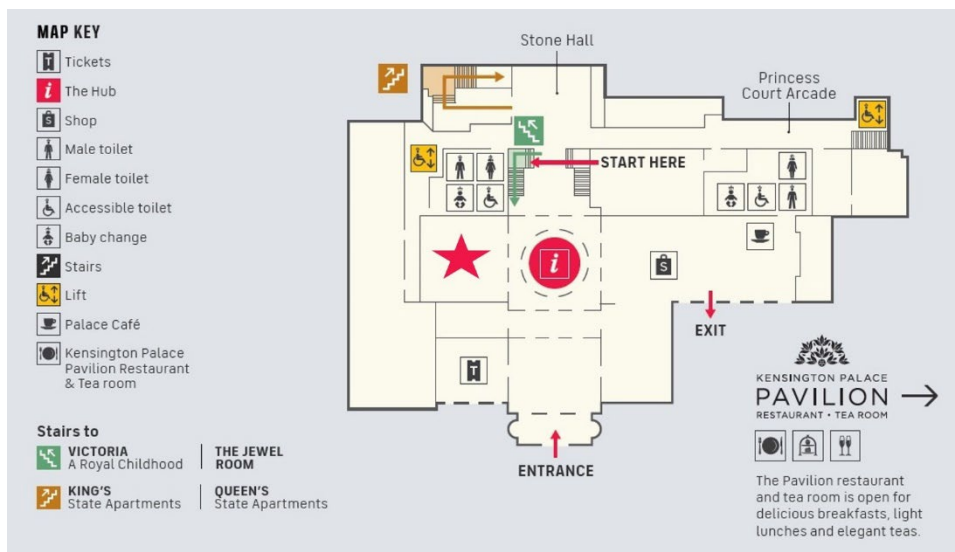 MAP KEY
Tickets
The Hub
Shop
Male toilet
Female toilet
Accessible toilet
Baby change
Stairs
Lift
Palace Café
Kensington Palace
Pavilion Restaurant
& Tea room
Stairs to
VICTORIA
A Royal Childhood
THE JEWEL
ROOM
KING'S
State Apartments
QUEEN'S
State Apartments
Stone Hall
Princess
Court Arcade
START HERE
i
S
T
EXIT
ENTRANCE
KENSINGTON PALACE
PAVILION
RESTAURANT • TEA ROOM
The Pavilion restaurant
and tea room is open for
delicious breakfasts, light
lunches and elegant teas.